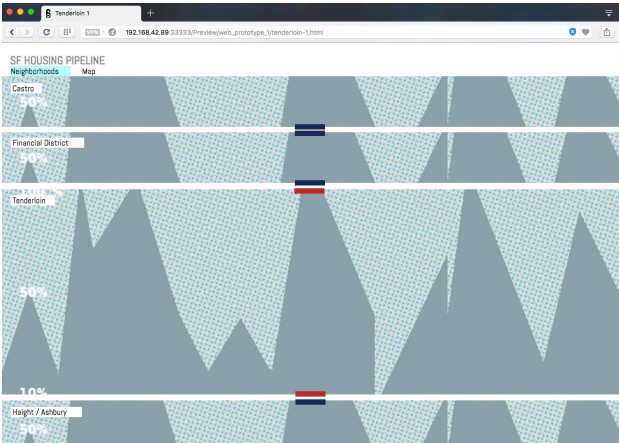 Tenderloin 1
VPN
192.168.42.89:33333/Preview/web_prototype_1/tenderloin-1.html
SF HOUSING PIPELINE
Neighborhoods Map
Castro
50%
Financial District
50%
Tenderloin
50%
10%
Haight / Ashbury
50%